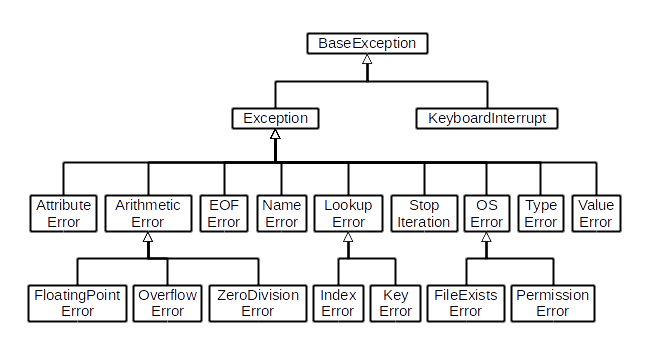 BaseException
Exception
KeyboardInterrupt
Attribute
Error
Arithmetic
Error
EOF
Error
Name
Error
Lookup
Error
Stop
Iteration
OS
Error
Type
Error
Value
Error
FloatingPoint
Error
Overflow
Error
ZeroDivision
Error
Index
Error
Key
Error
FileExists
Error
Permission
Error